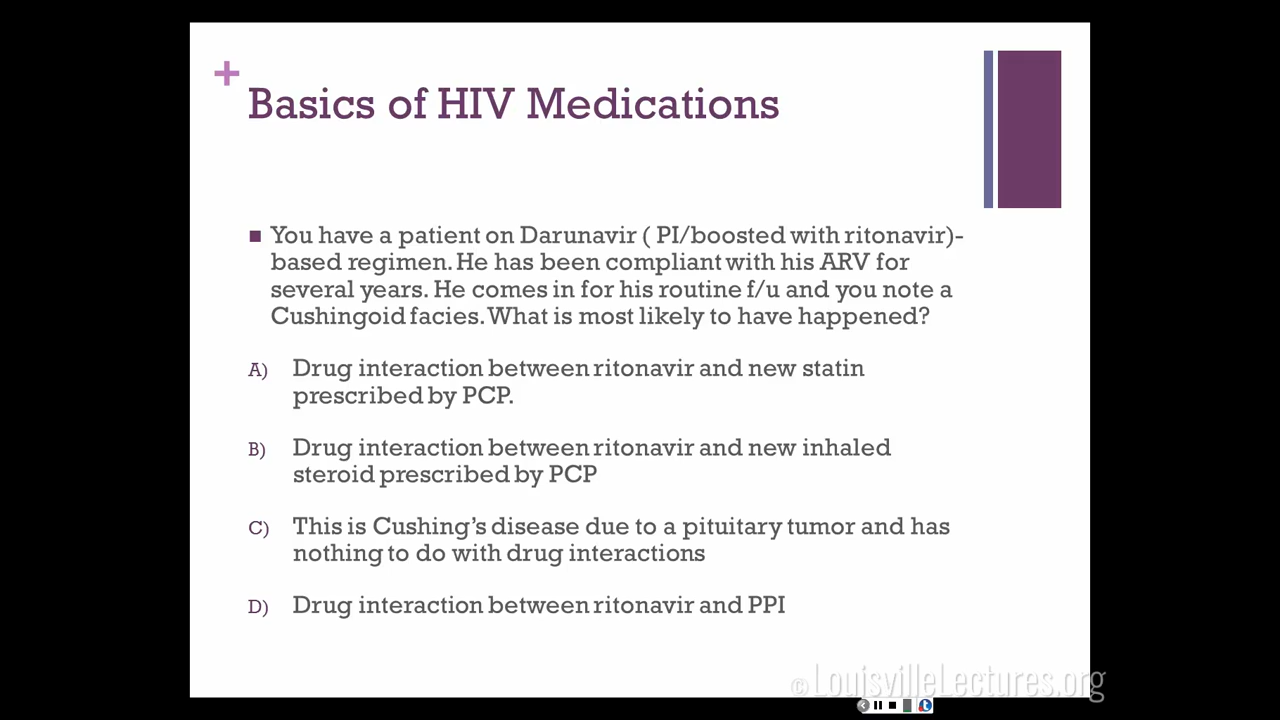 +
Basics of HIV Medications
■ You have a patient on Darunavir ( PI/boosted with ritonavir)-
based regimen. He has been compliant with his ARV for
several years. He comes in for his routine f/u and you note a
Cushingoid facies. What is most likely to have happened?
A) Drug interaction between ritonavir and new statin
prescribed by PCP.
B) Drug interaction between ritonavir and new inhaled
steroid prescribed by PCP
C) This is Cushing's disease due to a pituitary tumor and has
nothing to do with drug interactions
D) Drug interaction between ritonavir and PPI
© LouisvilleLectures.org